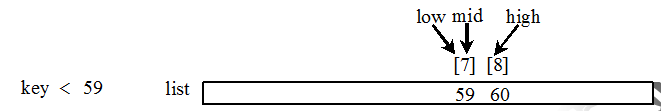 low mid high
[7] [8]
key < 59 list 59 60